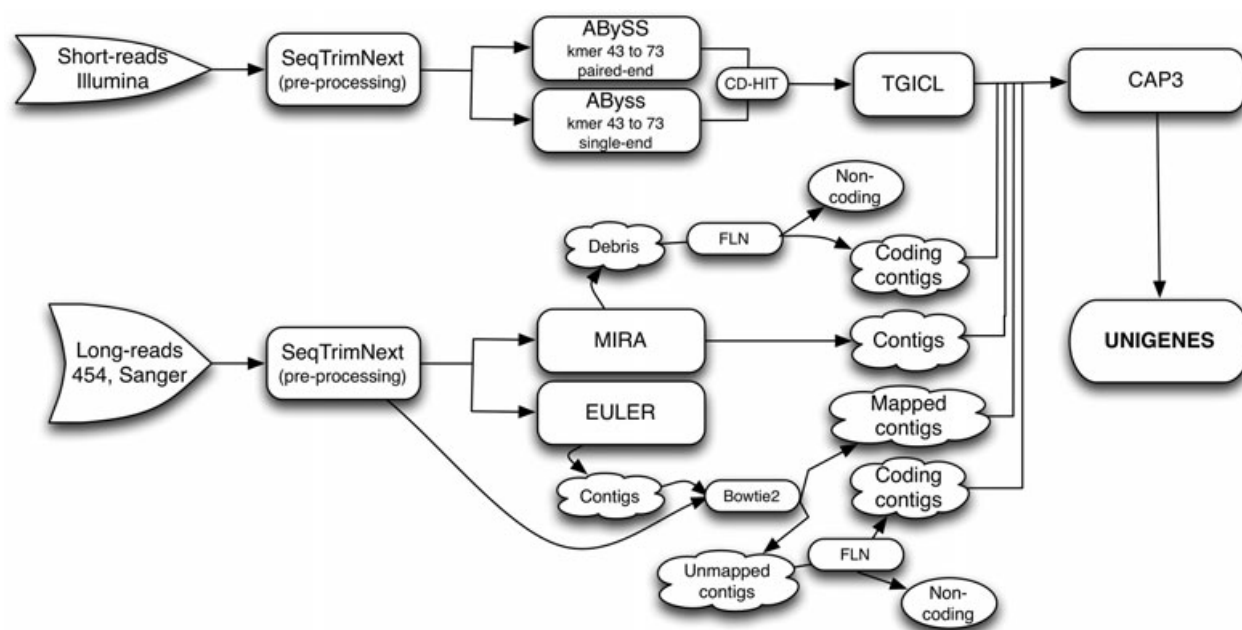 Short-reads
Illumina
SeqTrimNext
(pre-processing)
ABySS
kmer 43 to 73
paired-end
AByss
kmer 43 to 73
single-end
CD-HIT
TGICL
CAP3
Non-
coding
Debris
FLN
Coding
contigs
Long-reads
454, Sanger
SeqTrimNext
(pre-processing)
MIRA
Contigs
UNIGENES
EULER
Mapped
contigs
Contigs
Bowtie2
Coding
contigs
Unmapped
contigs
FLN
Non-
coding